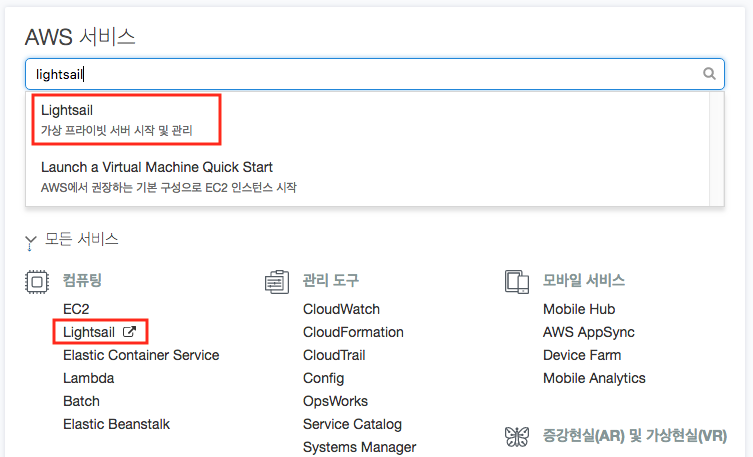 AWS 서비스
lightsail
Lightsail
가상 프라이빗 서버 시작 및 관리
Launch a Virtual Machine Quick Start
AWS에서 권장하는 기본 구성으로 EC2 인스턴스 시작
모든 서비스
컴퓨팅
EC2
Lightsail
Elastic Container Service
Lambda
Batch
Elastic Beanstalk
관리 도구
CloudWatch
CloudFormation
CloudTrail
Config
OpsWorks
Service Catalog
Systems Manager
모바일 서비스
Mobile Hub
AWS AppSync
Device Farm
Mobile Analytics
증강현실(AR) 및 가상현실(VR)